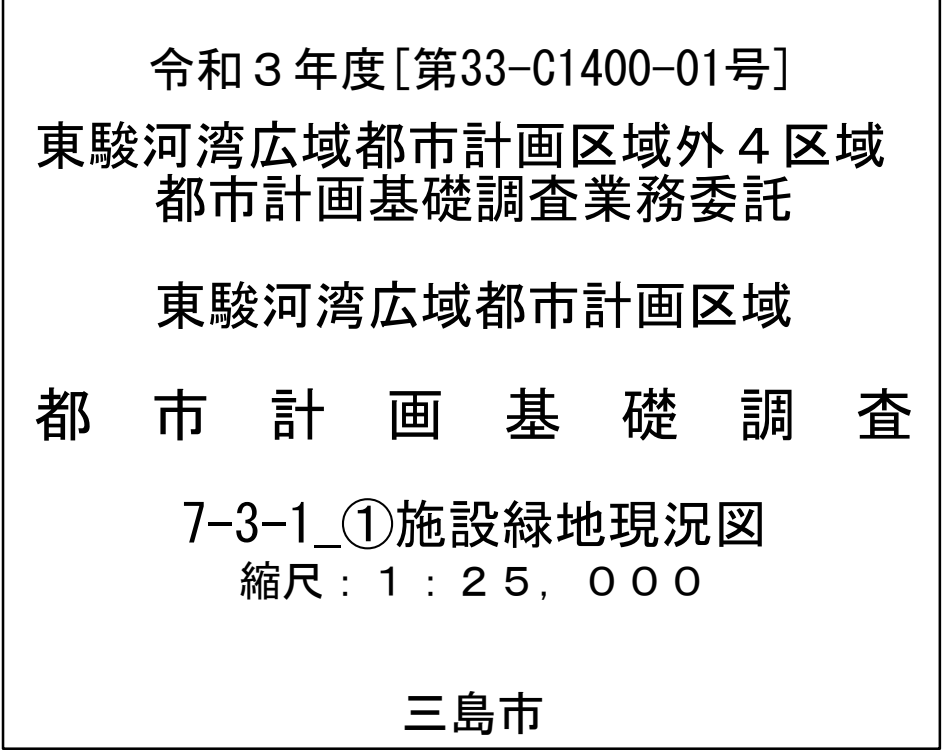 令和３年度[第33-C1400-01号]
東駿河湾広域都市計画区域外４区域
都市計画基礎調査業務委託
東駿河湾広域都市計画区域
都　市　計　画　基　礎　調　査
7-3-1_①施設緑地現況図
縮尺：１：２５，０００
三島市